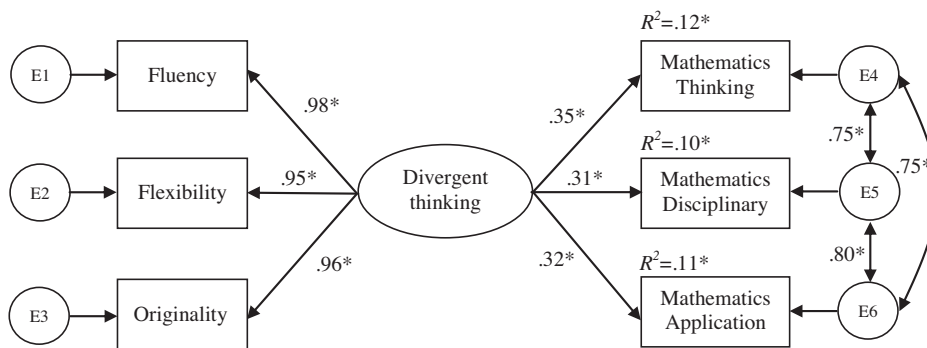 R²=.12*
E1
Fluency
Mathematics
Thinking
E4
.98*
.35*
.75*
R²=.10*
E2
Flexibility
.95*
Divergent
thinking
.31*
Mathematics
Disciplinary
E5
.75*
.96*
.32*
R²=.11*
.80*
E3
Originality
Mathematics
Application
E6